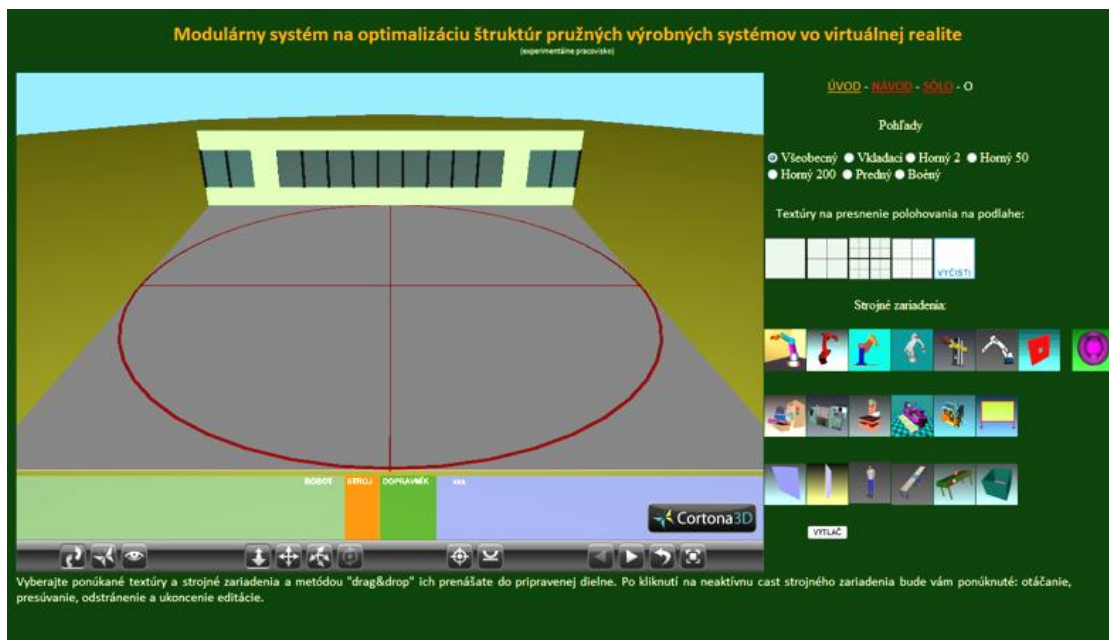 Modulárny systém na optimalizáciu štruktúr pružných výrobných systémov vo virtuálnej realite
(experimentálne pracovisko)
ÚVOD - NÁVOD - SÓLO - O
Pohľady
Všeobecný Vkladaci Horný 2 Horný 50
Horný 200 Predný Boèný
Textúry na presnenie polohovania na podlahe:
VYČISTI
Strojné zariadenia:
ROBOT STROJ DOPRAVNÍK xxx
Cortona3D
VYTLAČ
Vyberajte ponúkané textúry a strojné zariadenia a metódou "drag&drop" ich prenášate do pripravenej dielne. Po kliknutí na neaktívnu cast strojného zariadenia bude vám ponúknuté: otáčanie,
presúvanie, odstránenie a ukoncenie editácie.